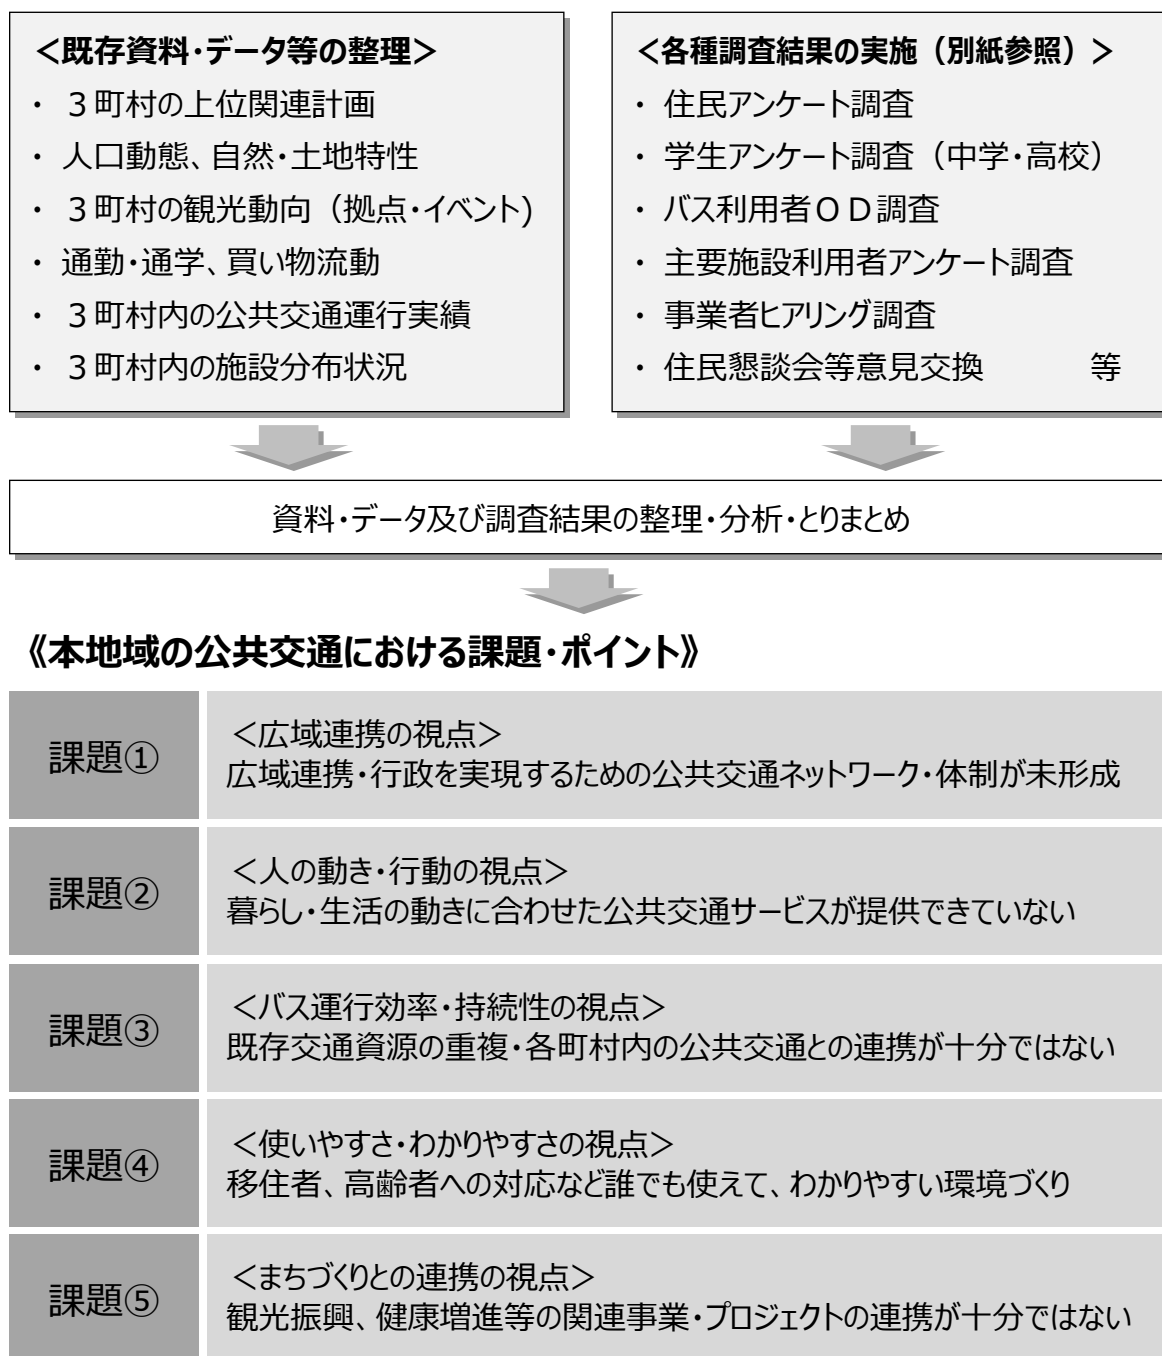 ＜既存資料・データ等の整理＞
・ ３町村の上位関連計画
・ 人口動態、自然・土地特性
・ ３町村の観光動向（拠点・イベント)
・ 通勤・通学、買い物流動
・ ３町村内の公共交通運行実績
・ ３町村内の施設分布状況
＜各種調査結果の実施（別紙参照）＞
・ 住民アンケート調査
・ 学生アンケート調査（中学・高校）
・ バス利用者ＯＤ調査
・ 主要施設利用者アンケート調査
・ 事業者ヒアリング調査
・ 住民懇談会等意見交換　　　等
資料・データ及び調査結果の整理・分析・とりまとめ
《本地域の公共交通における課題・ポイント》
課題①
＜広域連携の視点＞
広域連携・行政を実現するための公共交通ネットワーク・体制が未形成
課題②
＜人の動き・行動の視点＞
暮らし・生活の動きに合わせた公共交通サービスが提供できていない
課題③
＜バス運行効率・持続性の視点＞
既存交通資源の重複・各町村内の公共交通との連携が十分ではない
課題④
＜使いやすさ・わかりやすさの視点＞
移住者、高齢者への対応など誰でも使えて、わかりやすい環境づくり
課題⑤
＜まちづくりとの連携の視点＞
観光振興、健康増進等の関連事業・プロジェクトの連携が十分ではない